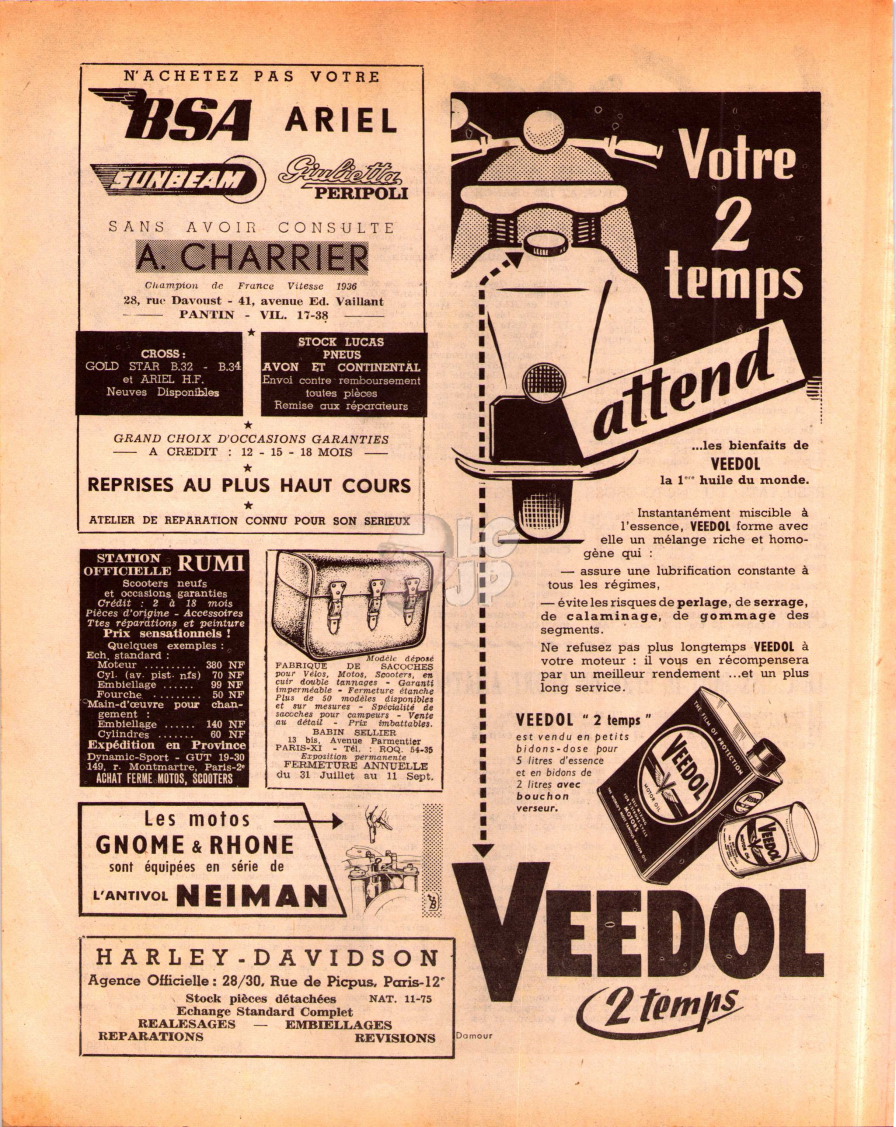 N'ACHETEZ PAS VOTRE
BSA ARIEL
SUNBEAM Giulietta
PERIPOLI
SANS AVOIR CONSULTE
A. CHARRIER
Champion de France Vitesse 1936
28, rue Davoust - 41, avenue Ed. Vaillant
PANTIN - VIL. 17-38
CROSS :
GOLD STAR B.32 - B.34
et ARIEL H.F.
Neuves Disponibles
STOCK LUCAS
PNEUS
AVON ET CONTINENTAL
Envoi contre remboursement
toutes pièces
Remise aux réparateurs
GRAND CHOIX D'OCCASIONS GARANTIES
A CREDIT : 12 - 15 - 18 MOIS
REPRISES AU PLUS HAUT COURS
ATELIER DE REPARATION CONNU POUR SON SERIEUX
STATION
OFFICIELLE RUMI
Scooters neufs
et occasions garanties
Crédit : 2 à 18 mois
Pièces d'origine - Accessoires
Ttes réparations et peinture
Prix sensationnels !
Quelques exemples :
Ech. standard :
Moteur .......... 380 NF
Cyl. (av. pist. nfs) 70 NF
Embiellage ...... 99 NF
Fourche ......... 50 NF
Main-d'œuvre pour chan-
gement :
Embiellage ...... 140 NF
Cylindres ...... 60 NF
Expédition en Province
Dynamic-Sport - GUT 19-30
149, r. Montmartre, Paris-2e
ACHAT FERME MOTOS, SCOOTERS
Modèle déposé
FABRIQUE DE SACOCHES
pour Vélos, Motos, Scooters, en
cuir double tannages - Garanti
imperméable - Fermeture étanche
Plus de 50 modèles disponibles
et sur mesures - Spécialité de
sacoches pour campeurs - Vente
au détail - Prix imbattables.
BABIN SELLIER
13 bis, Avenue Parmentier
PARIS-XI - Tél. : ROQ. 54-35
Exposition permanente
FERMETURE ANNUELLE
du 31 Juillet au 11 Sept.
Les motos
GNOME & RHONE
sont équipées en série de
L'ANTIVOL NEIMAN
HARLEY-DAVIDSON
Agence Officielle : 28/30, Rue de Picpus, Paris-12e
Stock pièces détachées NAT. 11-75
Echange Standard Complet
REALESAGES — EMBIELLAGES
REPARATIONS REVISIONS
Votre
2
temps
attend
...les bienfaits de
VEEDOL
la 1ère huile du monde.
Instantanément miscible à
l'essence, VEEDOL forme avec
elle un mélange riche et homo-
gène qui :
— assure une lubrification constante à
tous les régimes,
— évite les risques de perlage, de serrage,
de calaminage, de gommage des
segments.
Ne refusez pas plus longtemps VEEDOL à
votre moteur : il vous en récompensera
par un meilleur rendement ...et un plus
long service.
VEEDOL " 2 temps "
est vendu en petits
bidons-dose pour
5 litres d'essence
et en bidons de
2 litres avec
bouchon
verseur.
THE FILM OF PROTECTION
VEEDOL
MOTOR OIL
VEEDOL
VEEDOL
2 temps
Damour
LC
UP